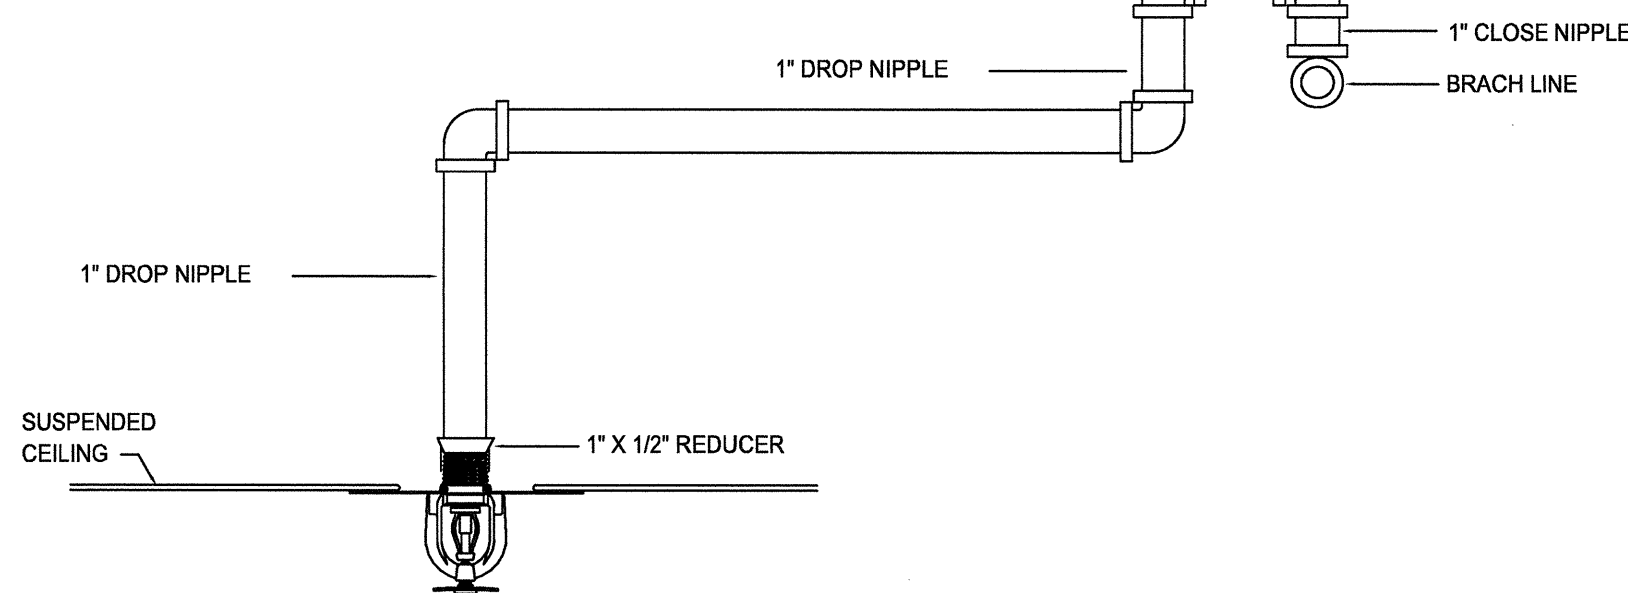 1" CLOSE NIPPLE
1" DROP NIPPLE
BRACH LINE
1" DROP NIPPLE
SUSPENDED
CEILING
1" X 1/2" REDUCER